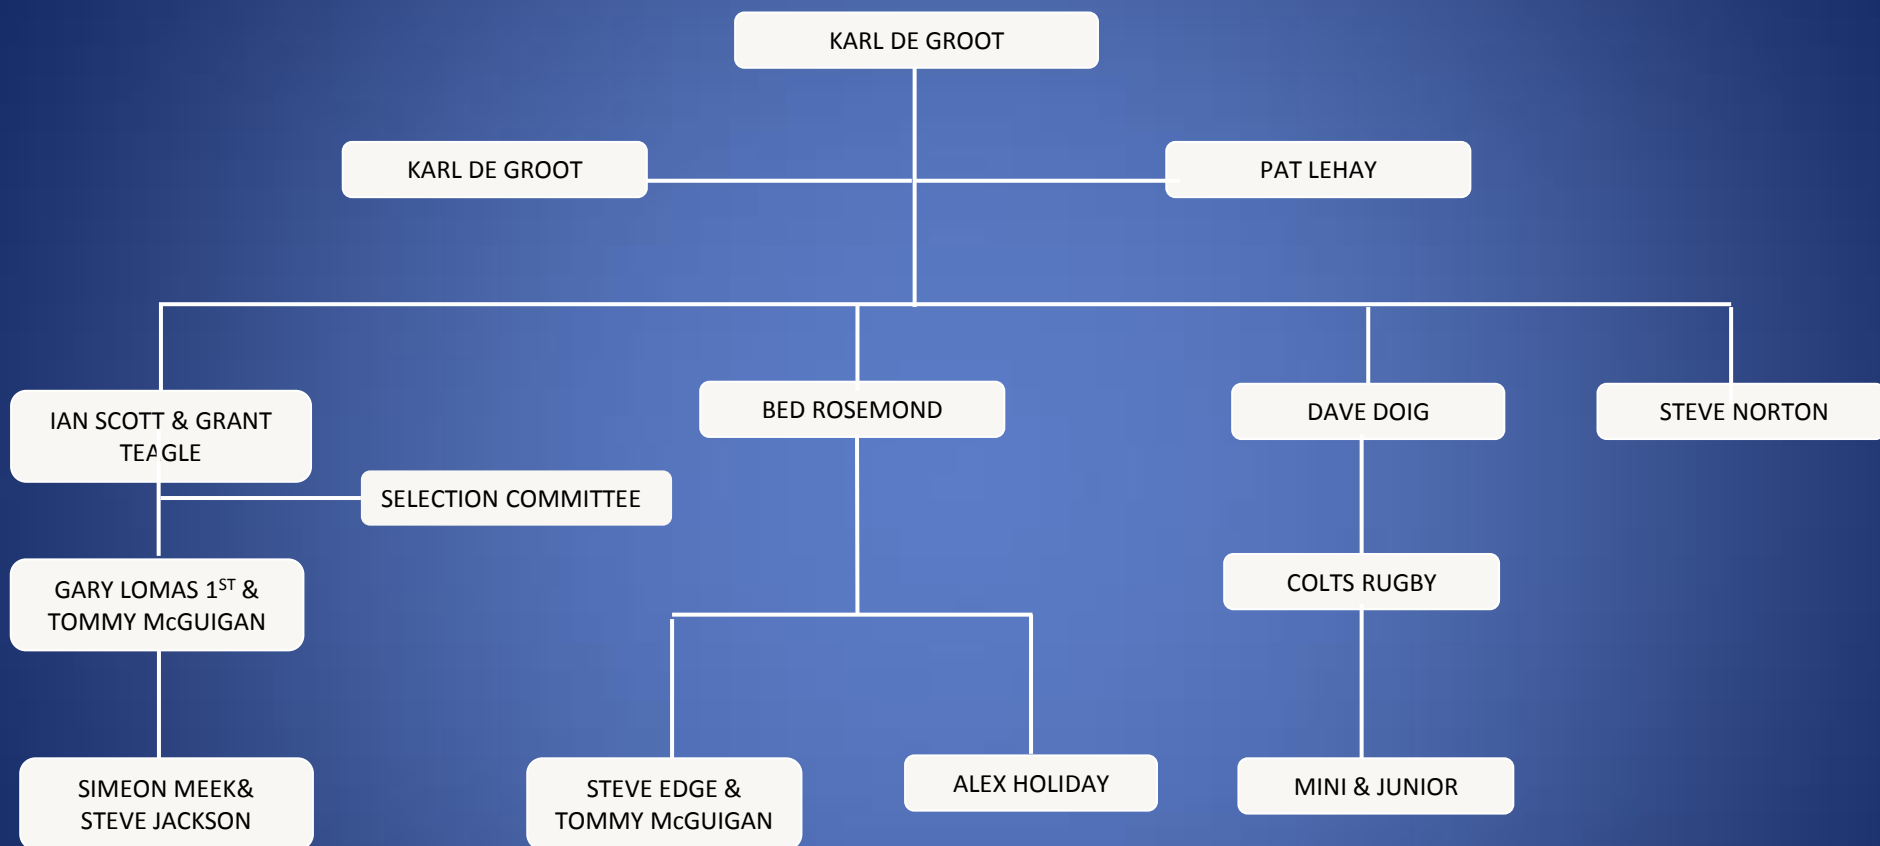 KARL DE GROOT
KARL DE GROOT
PAT LEHAY
IAN SCOTT & GRANT
TEAGLE
BED ROSEMOND
DAVE DOIG
STEVE NORTON
SELECTION COMMITTEE
GARY LOMAS 1ST &
TOMMY McGUIGAN
COLTS RUGBY
SIMEON MEEK&
STEVE JACKSON
STEVE EDGE &
TOMMY McGUIGAN
ALEX HOLIDAY
MINI & JUNIOR